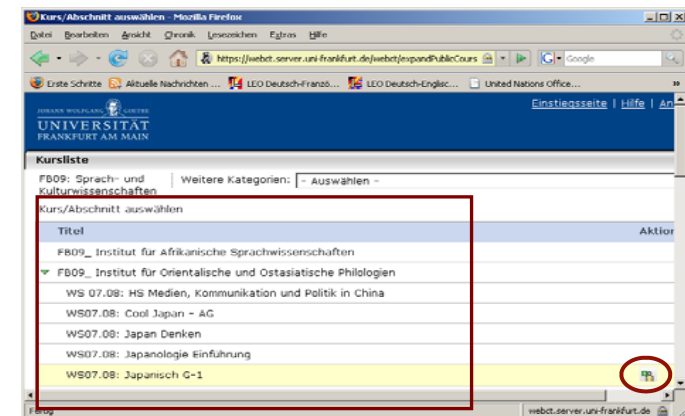 Kurs/Abschnitt auswählen - Mozilla Firefox
Datei Bearbeiten Ansicht Chronik Lesezeichen Extras Hilfe
https://webct.server.uni-frankfurt.de/webct/expandPublicCours Google
Erste Schritte Aktuelle Nachrichten ... LEO Deutsch-Franzö... LEO Deutsch-Englisc... United Nations Office... »
JOHANN WOLFGANG GOETHE
UNIVERSITÄT
FRANKFURT AM MAIN
Einstiegsseite | Hilfe | An
Kursliste
FB09: Sprach- und Kulturwissenschaften
Weitere Kategorien: - Auswählen -
Kurs/Abschnitt auswählen
Titel Aktion
FB09_ Institut für Afrikanische Sprachwissenschaften
FB09_ Institut für Orientalische und Ostasiatische Philologien
WS 07.08: HS Medien, Kommunikation und Politik in China
WS07.08: Cool Japan - AG
WS07.08: Japan Denken
WS07.08: Japanologie Einführung
WS07.08: Japanisch G-1
Fertig webct.server.uni-frankfurt.de